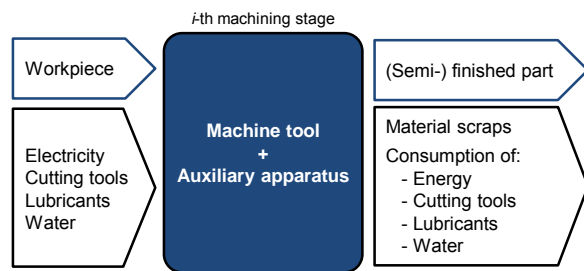 i-th machining stage
Workpiece
Electricity
Cutting tools
Lubricants
Water
Machine tool
+
Auxiliary apparatus
(Semi-) finished part
Material scraps
Consumption of:
- Energy
- Cutting tools
- Lubricants
- Water